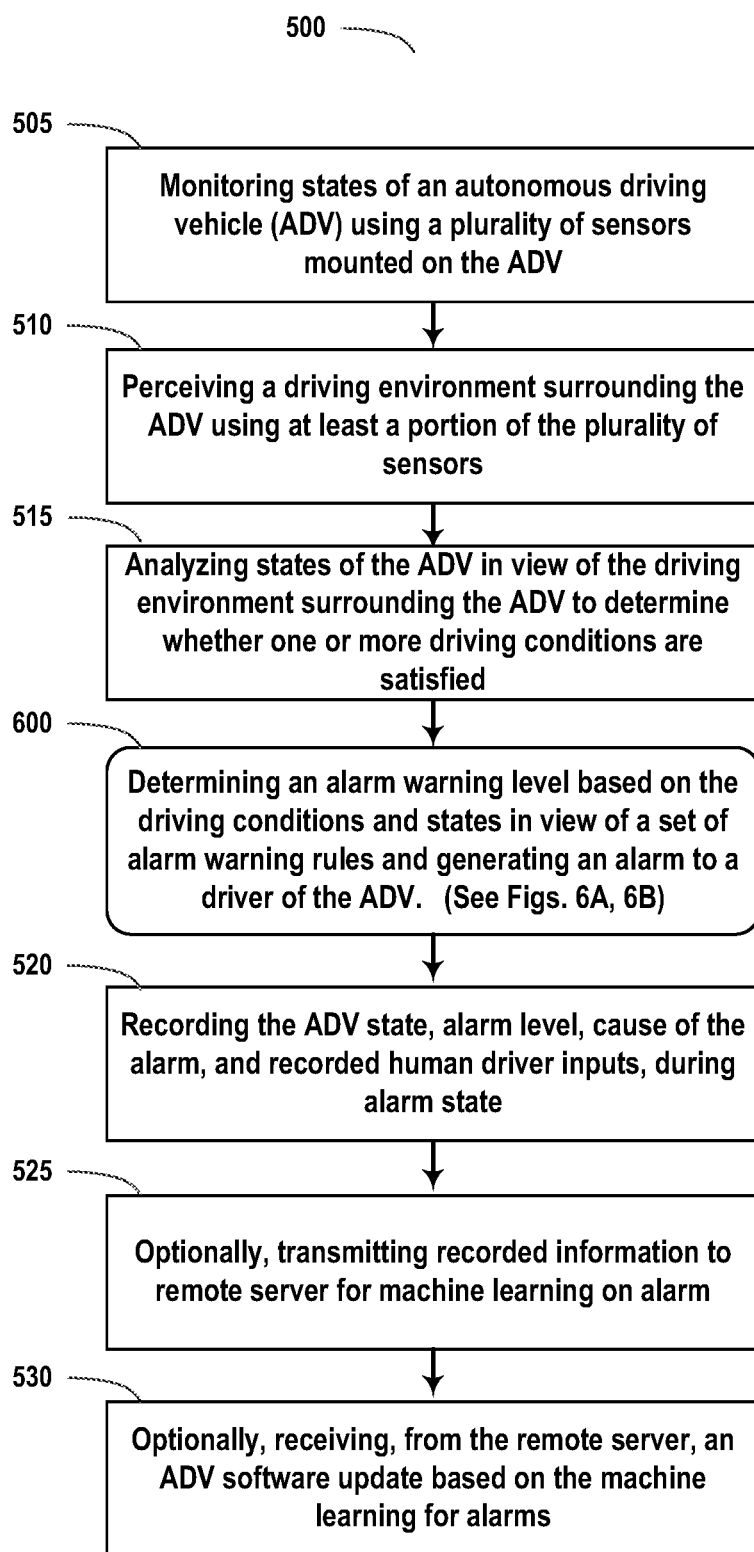 500
505
Monitoring states of an autonomous driving
vehicle (ADV) using a plurality of sensors
mounted on the ADV
510
Perceiving a driving environment surrounding the
ADV using at least a portion of the plurality of
sensors
515
Analyzing states of the ADV in view of the driving
environment surrounding the ADV to determine
whether one or more driving conditions are
satisfied
600
Determining an alarm warning level based on the
driving conditions and states in view of a set of
alarm warning rules and generating an alarm to a
driver of the ADV. (See Figs. 6A, 6B)
520
Recording the ADV state, alarm level, cause of the
alarm, and recorded human driver inputs, during
alarm state
525
Optionally, transmitting recorded information to
remote server for machine learning on alarm
530
Optionally, receiving, from the remote server, an
ADV software update based on the machine
learning for alarms